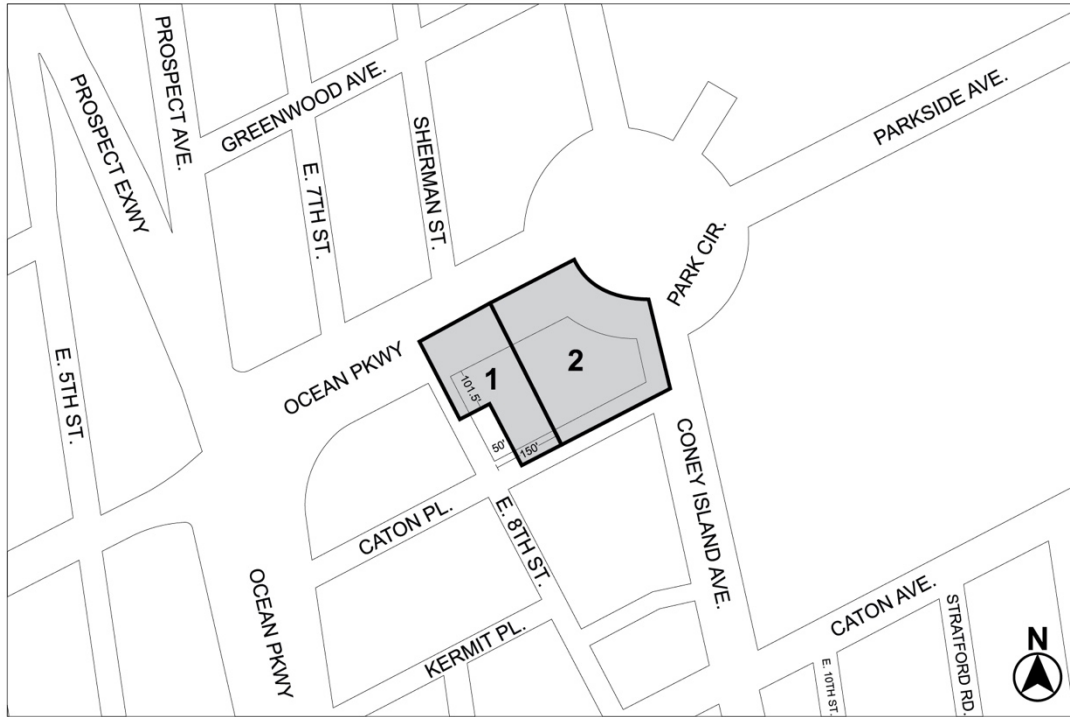 PROSPECT EXWY
PROSPECT AVE.
GREENWOOD AVE.
E. 7TH ST.
SHERMAN ST.
PARKSIDE AVE.
PARK CIR.
OCEAN PKWY
1
2
101.5'
50'
150'
E. 5TH ST.
CATON PL.
E. 8TH ST.
CONEY ISLAND AVE.
OCEAN PKWY
KERMIT PL.
CATON AVE.
E. 10TH ST.
STRATFORD RD.
N